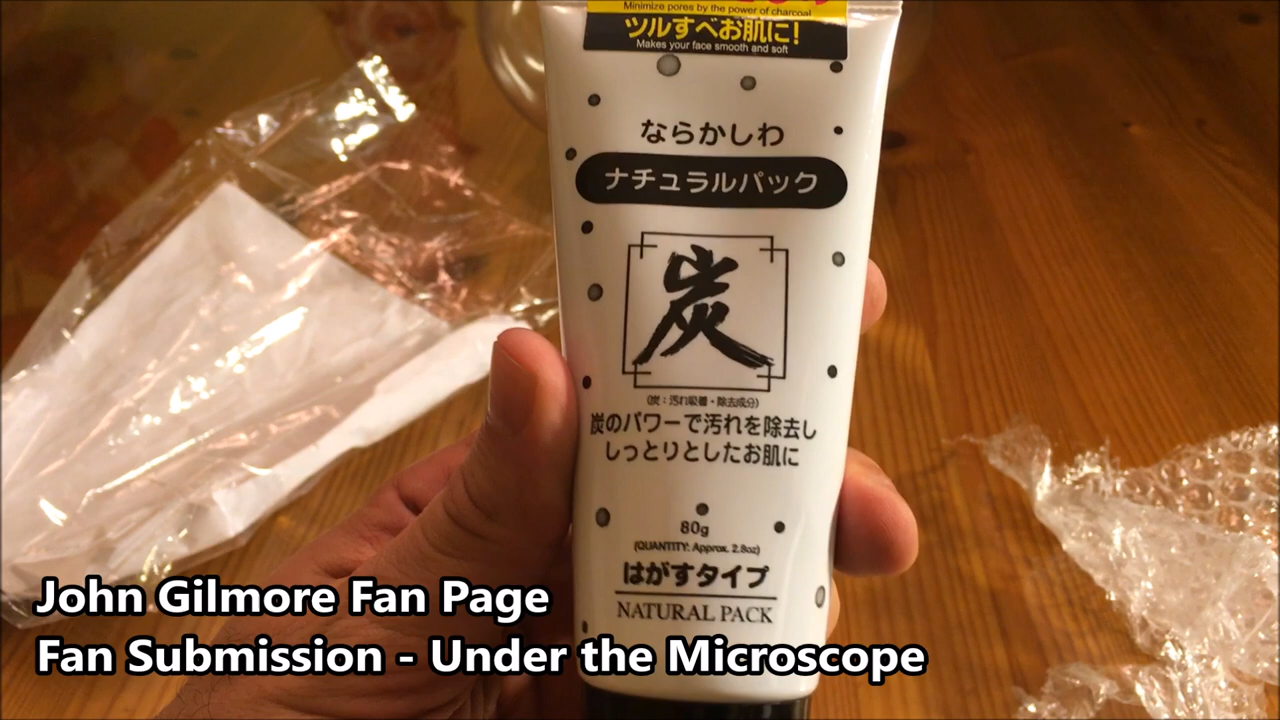 Minimize pores by the power of charcoal
ツルすべお肌に!
Makes your face smooth and soft
ならかしわ
ナチュラルパック
炭
(炭:汚れ吸着・除去成分)
炭のパワーで汚れを除去し
しっとりとしたお肌に
80g
(QUANTITY: Approx. 2.8oz)
はがすタイプ
NATURAL PACK
John Gilmore Fan Page
Fan Submission - Under the Microscope